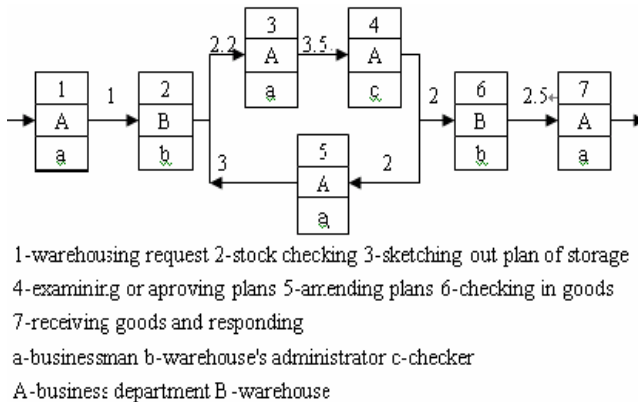 3
4
2.2
3.5
A
A
1
a
c
6
7
1
2
2
2.5
A
B
B
A
a
b
5
b
a
3
A
2
a
1-warehousing request 2-stock checking 3-sketching out plan of storage
4-examining or aproving plans 5-amending plans 6-checking in goods
7-receiving goods and responding
a-businessman b-warehouse's administrator c-checker
A-business department B-warehouse